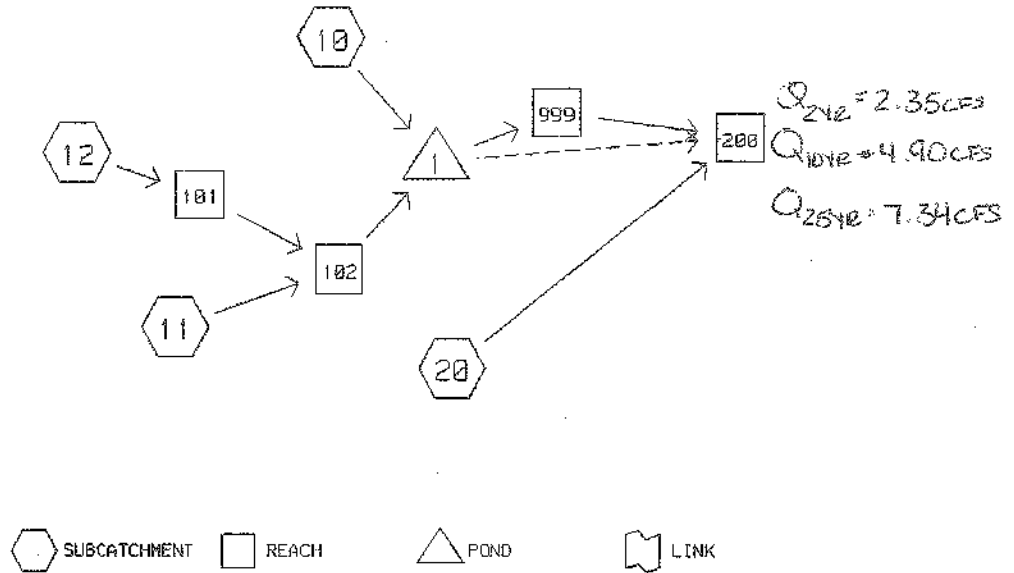 10
999
Q2YR = 2.35CFS
12
1
200
Q10YR = 4.90CFS
101
Q25YR = 7.34CFS
102
11
20
SUBCATCHMENT REACH POND LINK